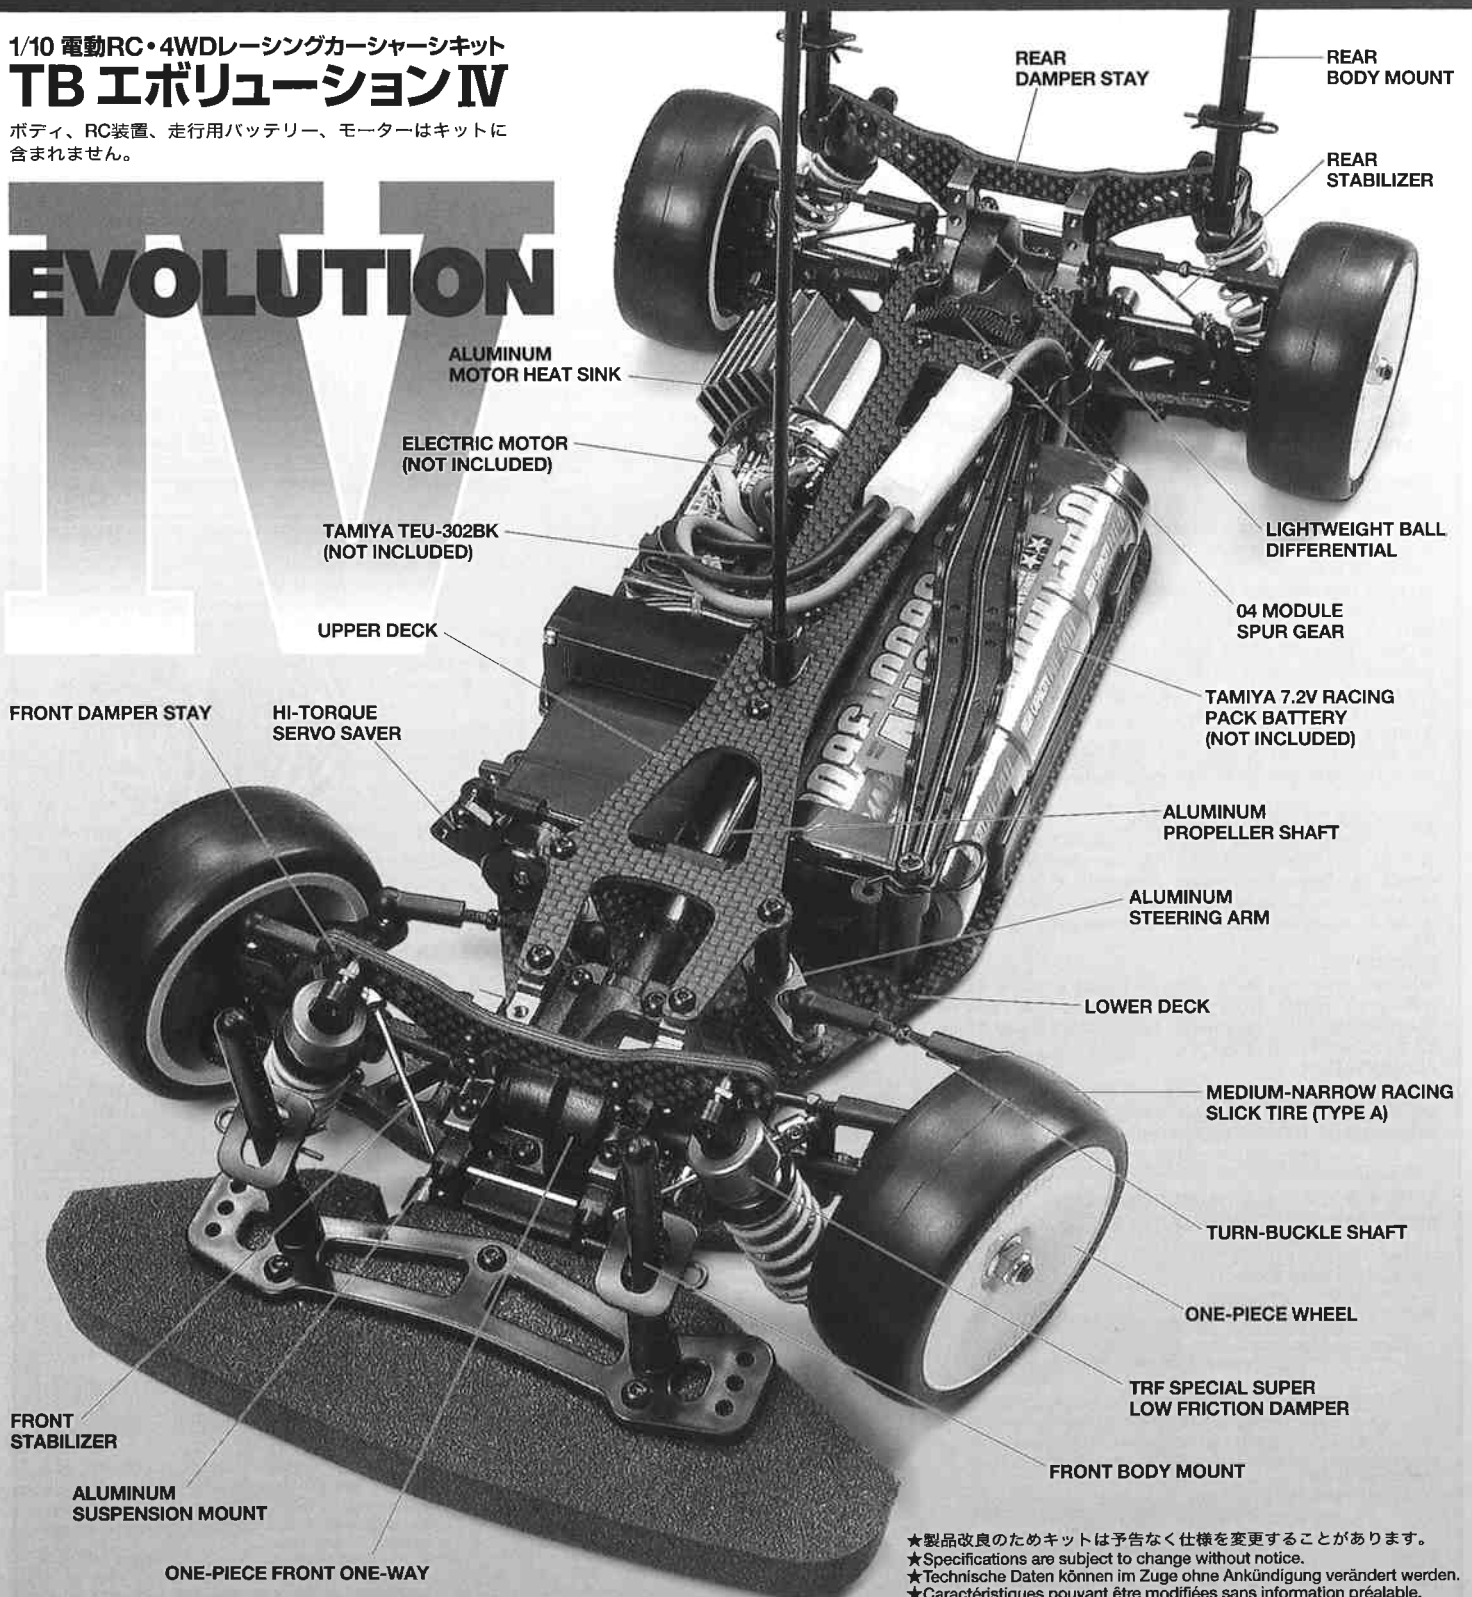 1/10 電動RC・4WDレーシングカーシャーシキット
TB エボリューションⅣ
ボディ、RC装置、走行用バッテリー、モーターはキットに
含まれません。
IV
EVOLUTION
REAR
DAMPER STAY
REAR
BODY MOUNT
REAR
STABILIZER
ALUMINUM
MOTOR HEAT SINK
ELECTRIC MOTOR
(NOT INCLUDED)
TAMIYA TEU-302BK
(NOT INCLUDED)
LIGHTWEIGHT BALL
DIFFERENTIAL
04 MODULE
SPUR GEAR
UPPER DECK
TAMIYA 7.2V RACING
PACK BATTERY
(NOT INCLUDED)
FRONT DAMPER STAY
HI-TORQUE
SERVO SAVER
ALUMINUM
PROPELLER SHAFT
ALUMINUM
STEERING ARM
LOWER DECK
MEDIUM-NARROW RACING
SLICK TIRE (TYPE A)
TURN-BUCKLE SHAFT
ONE-PIECE WHEEL
TRF SPECIAL SUPER
LOW FRICTION DAMPER
FRONT BODY MOUNT
FRONT
STABILIZER
ALUMINUM
SUSPENSION MOUNT
ONE-PIECE FRONT ONE-WAY
★製品改良のためキットは予告なく仕様を変更することがあります。
★Specifications are subject to change without notice.
★Technische Daten können im Zuge ohne Ankündigung verändert werden.
★Caractéristiques pouvant être modifiées sans information préalable.